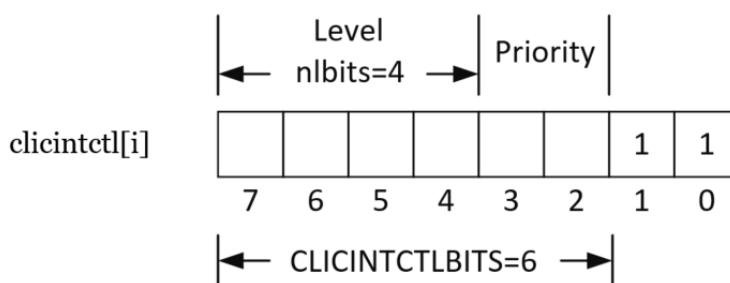 Level
nlbits=4
Priority
clicintctl[i]
1 1
7 6 5 4 3 2 1 0
CLICINTCTLBITS=6